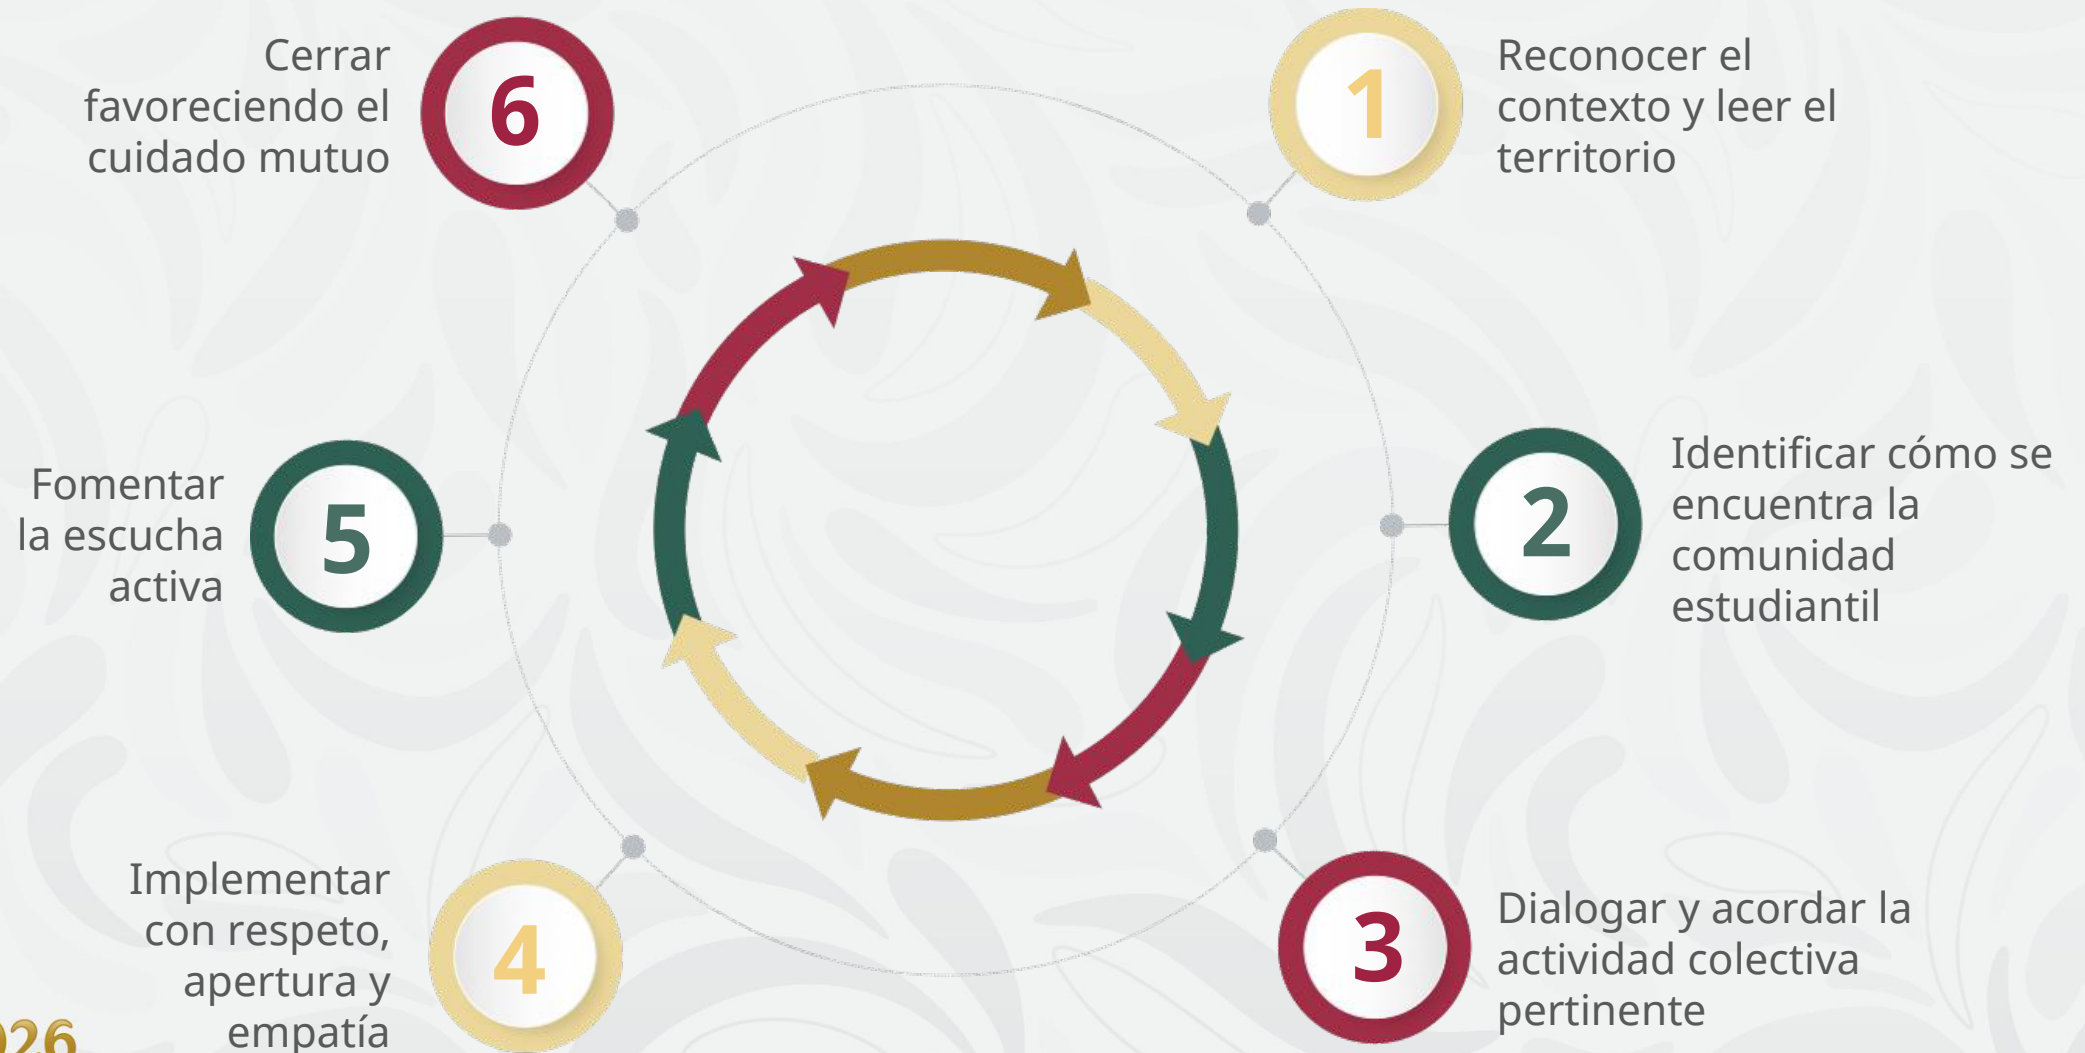 1
Reconocer el
contexto y leer el
territorio
2
Identificar cómo se
encuentra la
comunidad
estudiantil
3
Dialogar y acordar la
actividad colectiva
pertinente
4
Implementar
con respeto,
apertura y
empatía
5
Fomentar
la escucha
activa
6
Cerrar
favoreciendo el
cuidado mutuo